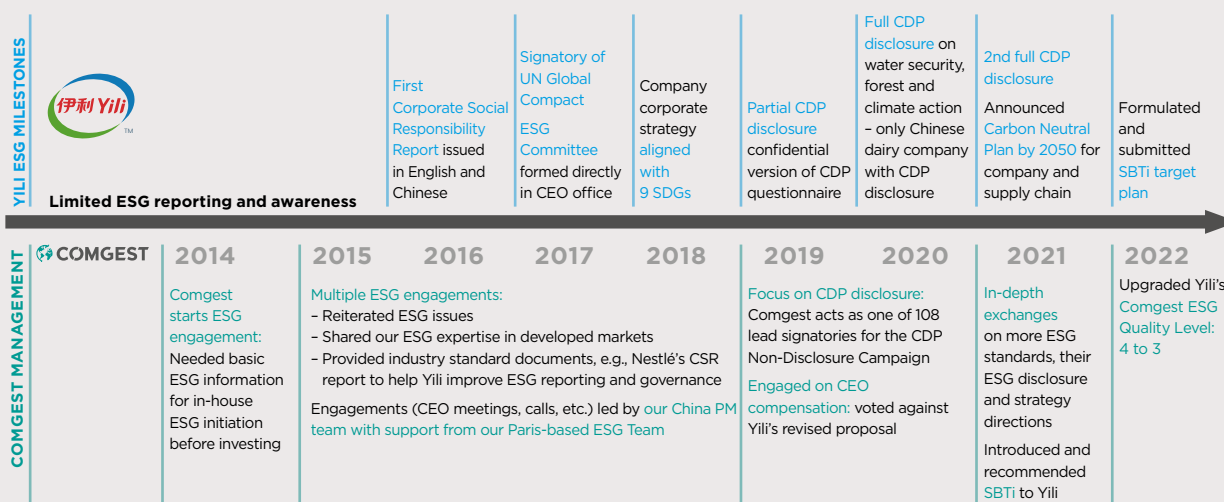 YILI ESG MILESTONES
伊利 Yili
TM
Limited ESG reporting and awareness
First
Corporate Social
Responsibility
Report issued
in English and
Chinese
Signatory of
UN Global
Compact
ESG
Committee
formed directly
in CEO office
Company
corporate
strategy
aligned
with
9 SDGs
Partial CDP
disclosure
confidential
version of CDP
questionnaire
Full CDP
disclosure on
water security,
forest and
climate action
– only Chinese
dairy company
with CDP
disclosure
2nd full CDP
disclosure
Announced
Carbon Neutral
Plan by 2050 for
company and
supply chain
Formulated
and
submitted
SBTi target
plan
COMGEST MANAGEMENT
COMGEST
2014
Comgest
starts ESG
engagement:
Needed basic
ESG information
for in-house
ESG initiation
before investing
2015 2016 2017 2018
Multiple ESG engagements:
– Reiterated ESG issues
– Shared our ESG expertise in developed markets
– Provided industry standard documents, e.g., Nestlé's CSR
report to help Yili improve ESG reporting and governance
Engagements (CEO meetings, calls, etc.) led by our China PM
team with support from our Paris-based ESG Team
2019 2020
Focus on CDP disclosure:
Comgest acts as one of 108
lead signatories for the CDP
Non-Disclosure Campaign
Engaged on CEO
compensation: voted against
Yili's revised proposal
2021
In-depth
exchanges
on more ESG
standards, their
ESG disclosure
and strategy
directions
Introduced and
recommended
SBTi to Yili
2022
Upgraded Yili's
Comgest ESG
Quality Level:
4 to 3